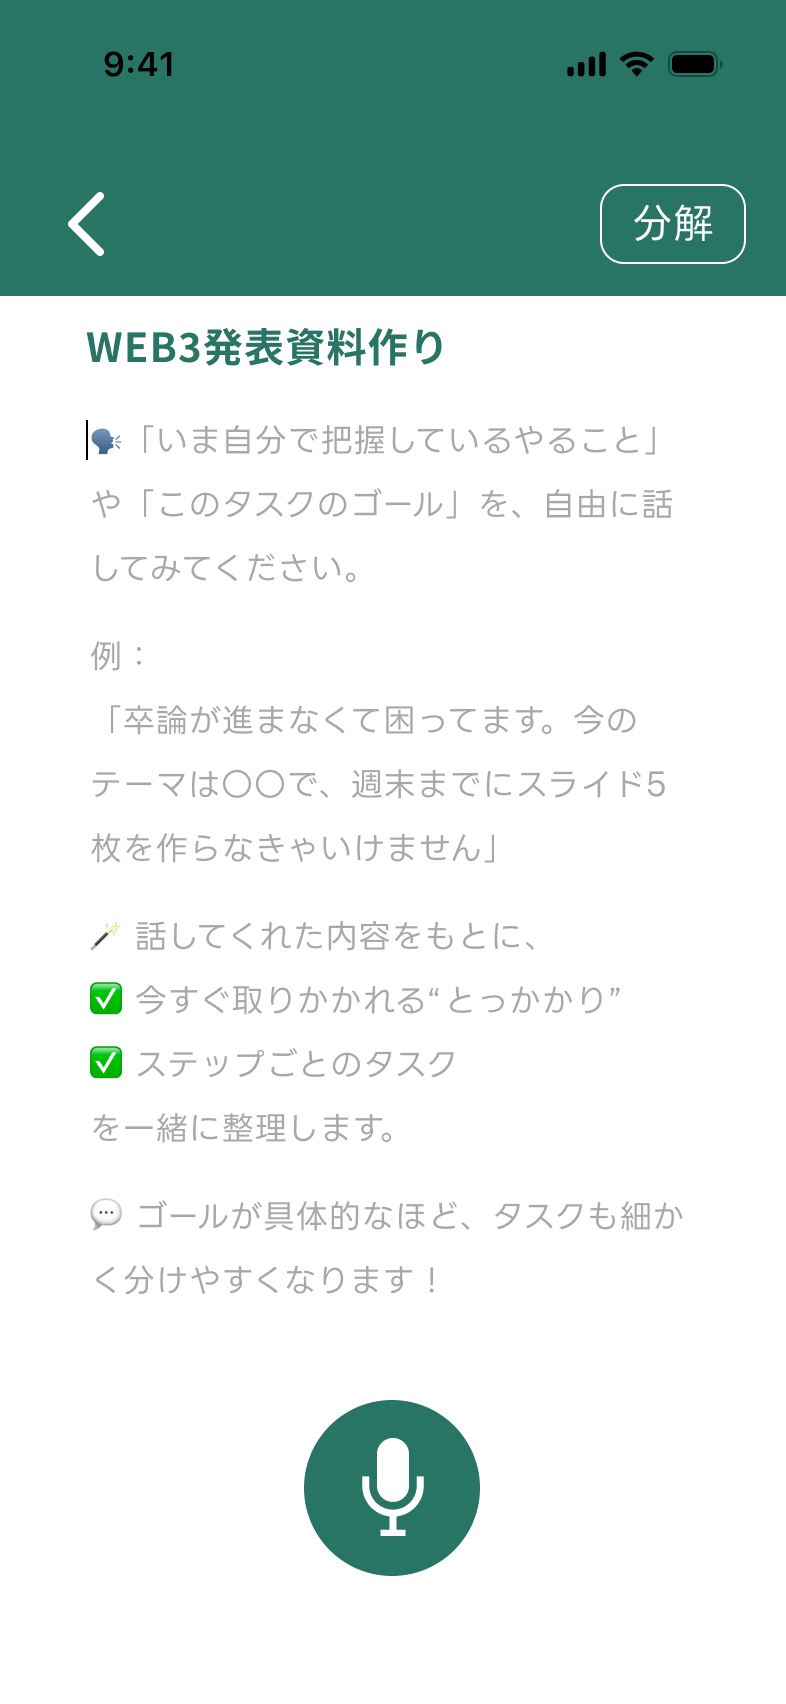 9:41
分解
WEB3発表資料作り
🗣️「いま自分で把握しているやること」
や「このタスクのゴール」を、自由に話
してみてください。
例：
「卒論が進まなくて困ってます。今の
テーマは〇〇で、週末までにスライド5
枚を作らなきゃいけません」
🪄 話してくれた内容をもとに、
✅ 今すぐ取りかかれる“とっかかり”
✅ ステップごとのタスク
を一緒に整理します。
💬 ゴールが具体的なほど、タスクも細か
く分けやすくなります！